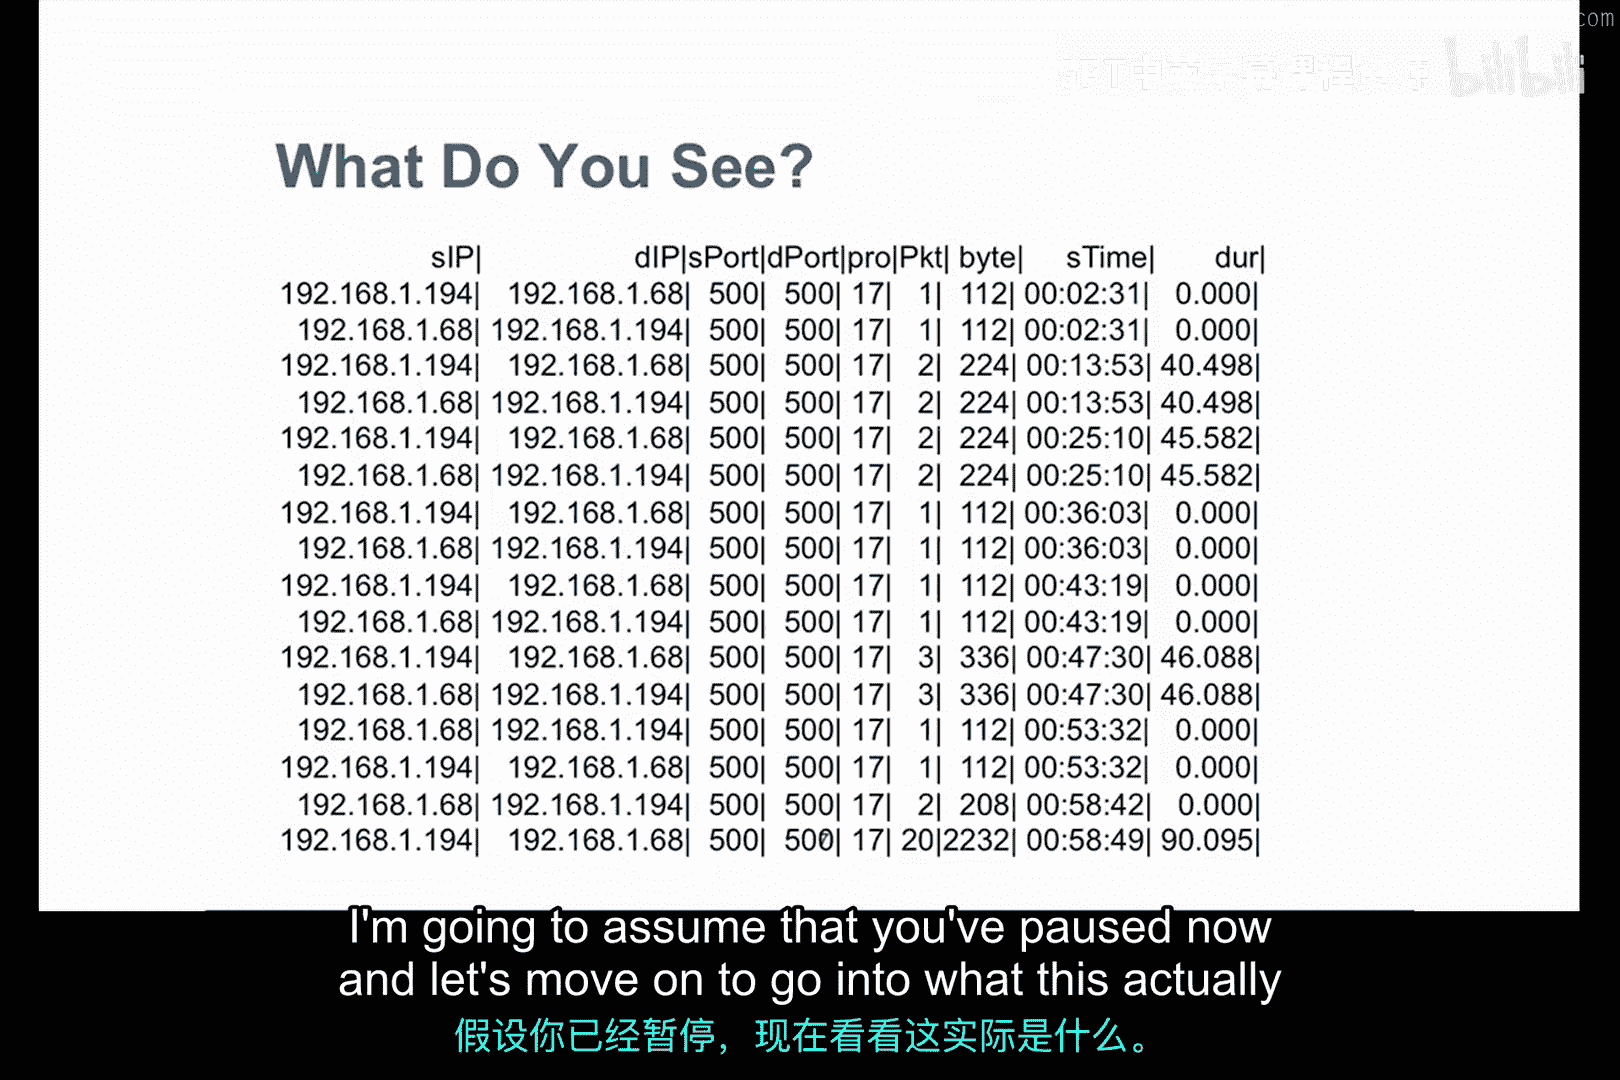 com
bilibili
What Do You See?
sIP| dIP|sPort|dPort|pro|Pkt| byte| sTime| dur|
192.168.1.194| 192.168.1.68| 500| 500| 17| 1| 112| 00:02:31| 0.000|
192.168.1.68| 192.168.1.194| 500| 500| 17| 1| 112| 00:02:31| 0.000|
192.168.1.194| 192.168.1.68| 500| 500| 17| 2| 224| 00:13:53| 40.498|
192.168.1.68| 192.168.1.194| 500| 500| 17| 2| 224| 00:13:53| 40.498|
192.168.1.194| 192.168.1.68| 500| 500| 17| 2| 224| 00:25:10| 45.582|
192.168.1.68| 192.168.1.194| 500| 500| 17| 2| 224| 00:25:10| 45.582|
192.168.1.194| 192.168.1.68| 500| 500| 17| 1| 112| 00:36:03| 0.000|
192.168.1.68| 192.168.1.194| 500| 500| 17| 1| 112| 00:36:03| 0.000|
192.168.1.194| 192.168.1.68| 500| 500| 17| 1| 112| 00:43:19| 0.000|
192.168.1.68| 192.168.1.194| 500| 500| 17| 1| 112| 00:43:19| 0.000|
192.168.1.194| 192.168.1.68| 500| 500| 17| 3| 336| 00:47:30| 46.088|
192.168.1.68| 192.168.1.194| 500| 500| 17| 3| 336| 00:47:30| 46.088|
192.168.1.68| 192.168.1.194| 500| 500| 17| 1| 112| 00:53:32| 0.000|
192.168.1.194| 192.168.1.68| 500| 500| 17| 1| 112| 00:53:32| 0.000|
192.168.1.68| 192.168.1.194| 500| 500| 17| 2| 208| 00:58:42| 0.000|
192.168.1.194| 192.168.1.68| 500| 500| 17| 20|2232| 00:58:49| 90.095|
I'm going to assume that you've paused now
and let's move on to go into what this actually
假设你已经暂停，现在看看这实际是什么。